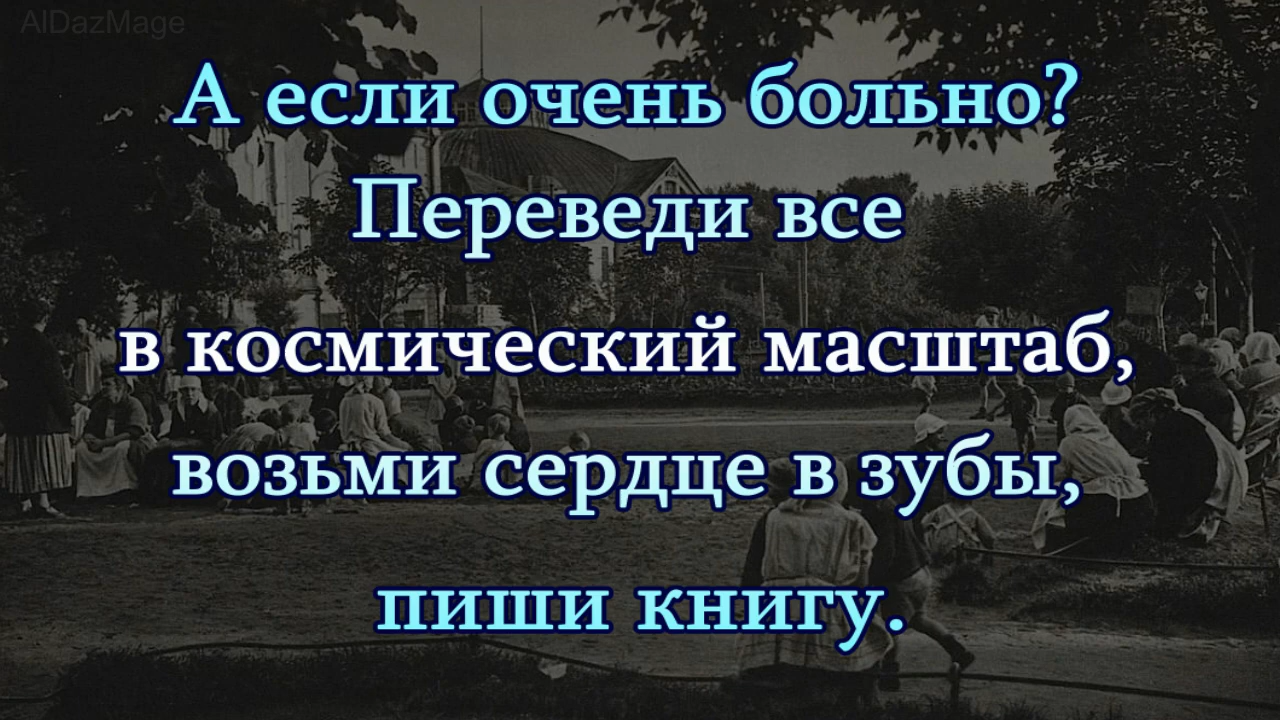 AlDazMage
А если очень больно?
Переведи все
в космический масштаб,
возьми сердце в зубы,
пиши книгу.